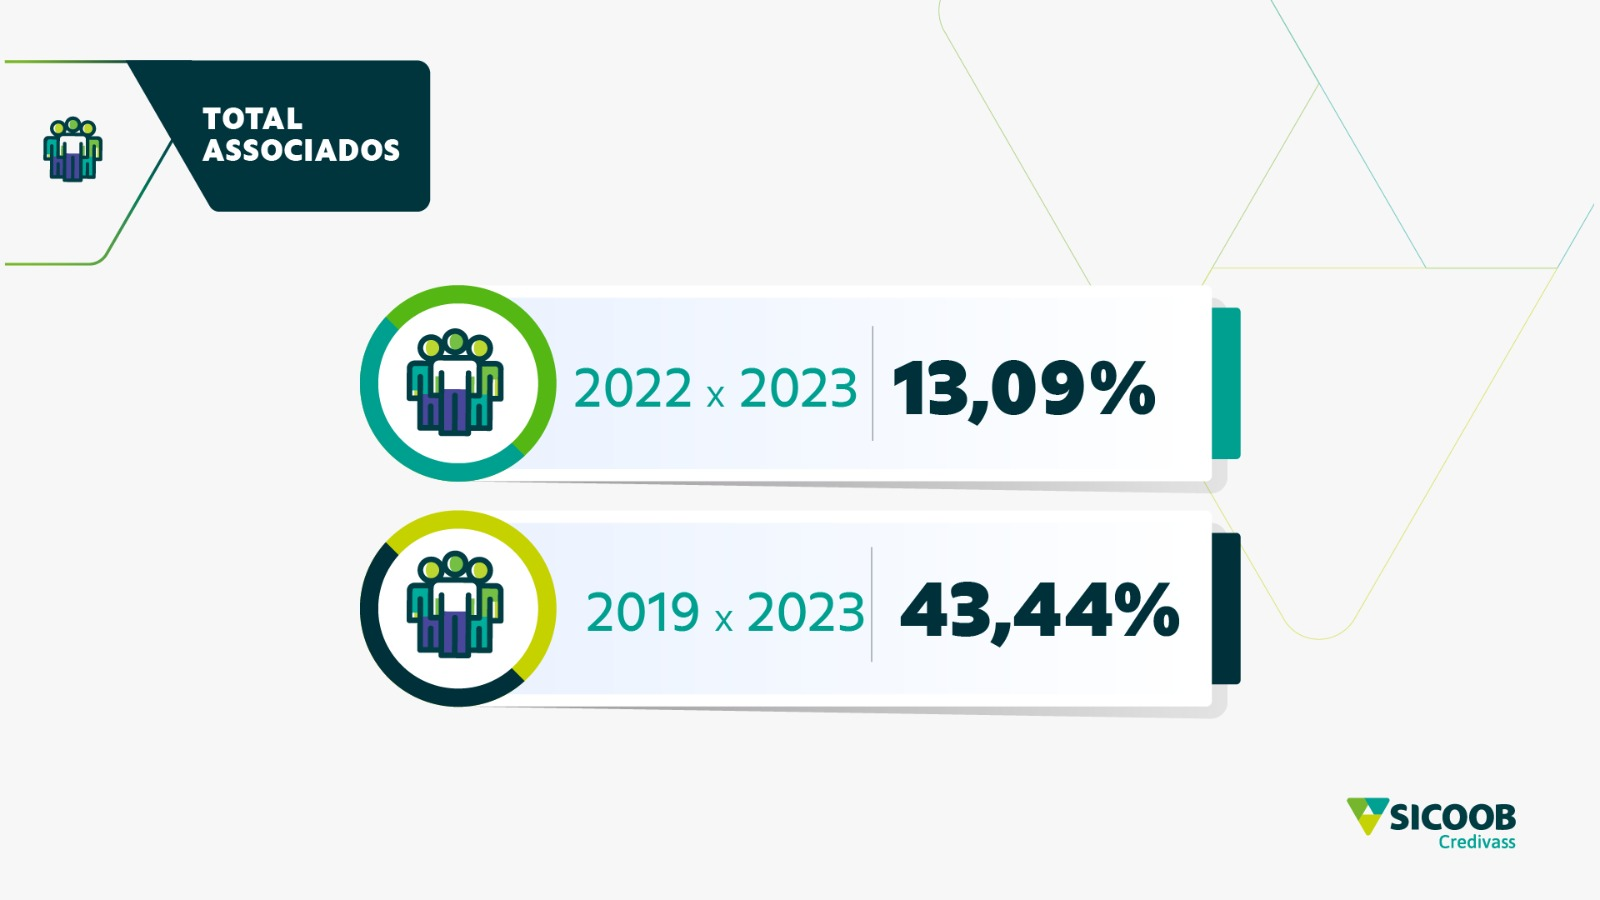 TOTAL
ASSOCIADOS
2022 x 2023
13,09%
2019 x 2023
43,44%
SICOOB
Credivass